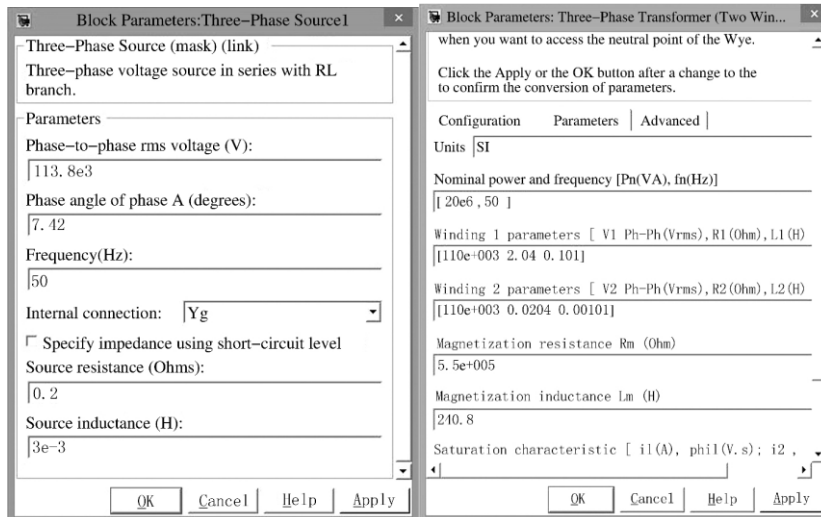 Block Parameters:Three-Phase Source1
Three-Phase Source (mask) (link)
Three-phase voltage source in series with RL
branch.
Parameters
Phase-to-phase rms voltage (V):
113.8e3
Phase angle of phase A (degrees):
7.42
Frequency(Hz):
50
Internal connection: Yg
Specify impedance using short-circuit level
Source resistance (Ohms):
0.2
Source inductance (H):
3e-3
OK Cancel Help Apply
Block Parameters: Three-Phase Transformer (Two Win...
when you want to access the neutral point of the Wye.
Click the Apply or the OK button after a change to the
to confirm the conversion of parameters.
Configuration Parameters Advanced
Units SI
Nominal power and frequency [Pn(VA), fn(Hz)]
[ 20e6 , 50 ]
Winding 1 parameters [ V1 Ph-Ph(Vrms),R1(Ohm),L1(H)
[110e+003 2.04 0.101]
Winding 2 parameters [ V2 Ph-Ph(Vrms),R2(Ohm),L2(H)
[110e+003 0.0204 0.00101]
Magnetization resistance Rm (Ohm)
5.5e+005
Magnetization inductance Lm (H)
210.8
Saturation characteristic [ i1(A), phi1(V.s); i2 ,
OK Cancel Help Apply